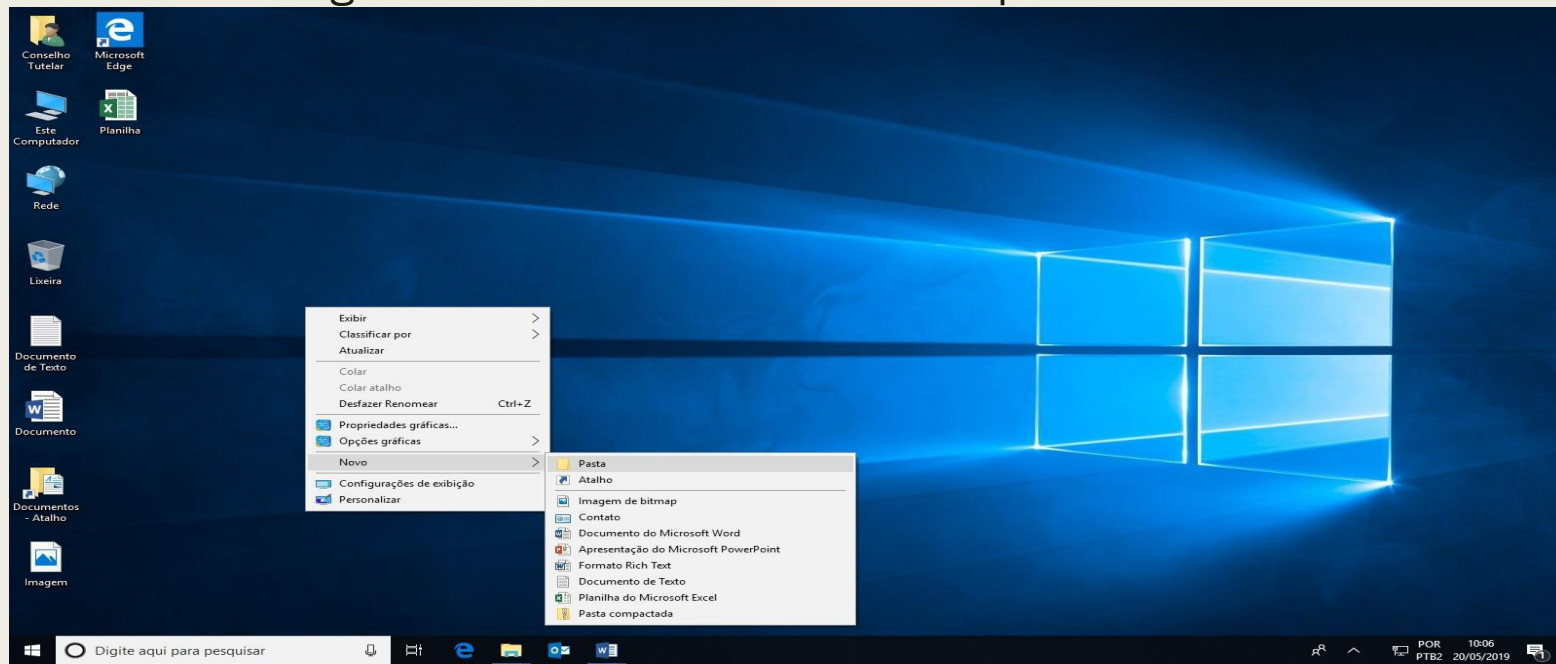 Conselho
Tutelar
Microsoft
Edge
Este
Computador
Planilha
Rede
Lixeira
Documento
de Texto
Documento
Documentos
- Atalho
Imagem
Exibir
Classificar por
Atualizar
Colar
Colar atalho
Desfazer Renomear Ctrl+Z
Propriedades gráficas...
Opções gráficas
Novo
Configurações de exibição
Personalizar
Pasta
Atalho
Imagem de bitmap
Contato
Documento do Microsoft Word
Apresentação do Microsoft PowerPoint
Formato Rich Text
Documento de Texto
Planilha do Microsoft Excel
Pasta compactada
Digite aqui para pesquisar
POR
PTB2
10:06
20/05/2019
1